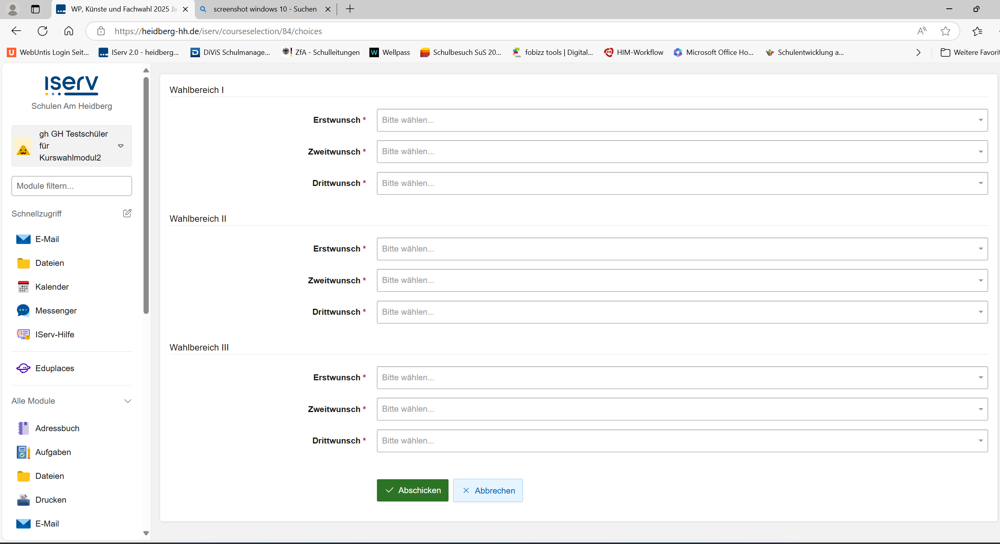 WP, Künste und Fachwahl 2025 Ja
screenshot windows 10 - Suchen
https://heidberg-hh.de/iserv/courseselection/84/choices
WebUntis Login Seit...
IServ 2.0 - heidberg...
DiViS Schulmanage...
ZfA - Schulleitungen
Wellpass
Schulbesuch SuS 20...
fobizz tools | Digital...
HIM-Workflow
Microsoft Office Ho...
Schulentwicklung a...
Weitere Favorit
Iserv
Schulen Am Heidberg
gh GH Testschüler
für
Kurswahlmodul2
Module filtern...
Schnellzugriff
E-Mail
Dateien
Kalender
Messenger
IServ-Hilfe
Eduplaces
Alle Module
Adressbuch
Aufgaben
Dateien
Drucken
E-Mail
Wahlbereich I
Erstwunsch * Bitte wählen...
Zweitwunsch * Bitte wählen...
Drittwunsch * Bitte wählen...
Wahlbereich II
Erstwunsch * Bitte wählen...
Zweitwunsch * Bitte wählen...
Drittwunsch * Bitte wählen...
Wahlbereich III
Erstwunsch * Bitte wählen...
Zweitwunsch * Bitte wählen...
Drittwunsch * Bitte wählen...
Abschicken
Abbrechen